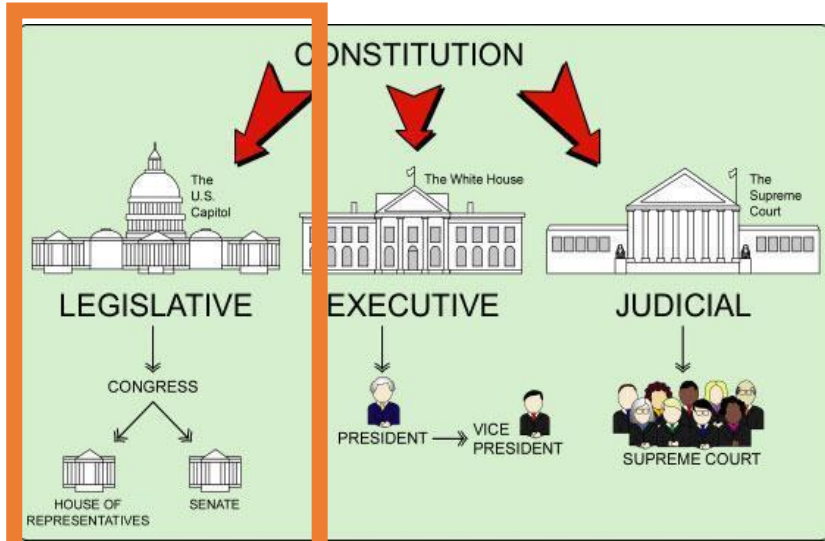 CONSTITUTION
The
U.S.
Capitol
The White House
The
Supreme
Court
LEGISLATIVE
EXECUTIVE
JUDICIAL
CONGRESS
HOUSE OF
REPRESENTATIVES
SENATE
PRESIDENT
VICE
PRESIDENT
SUPREME COURT